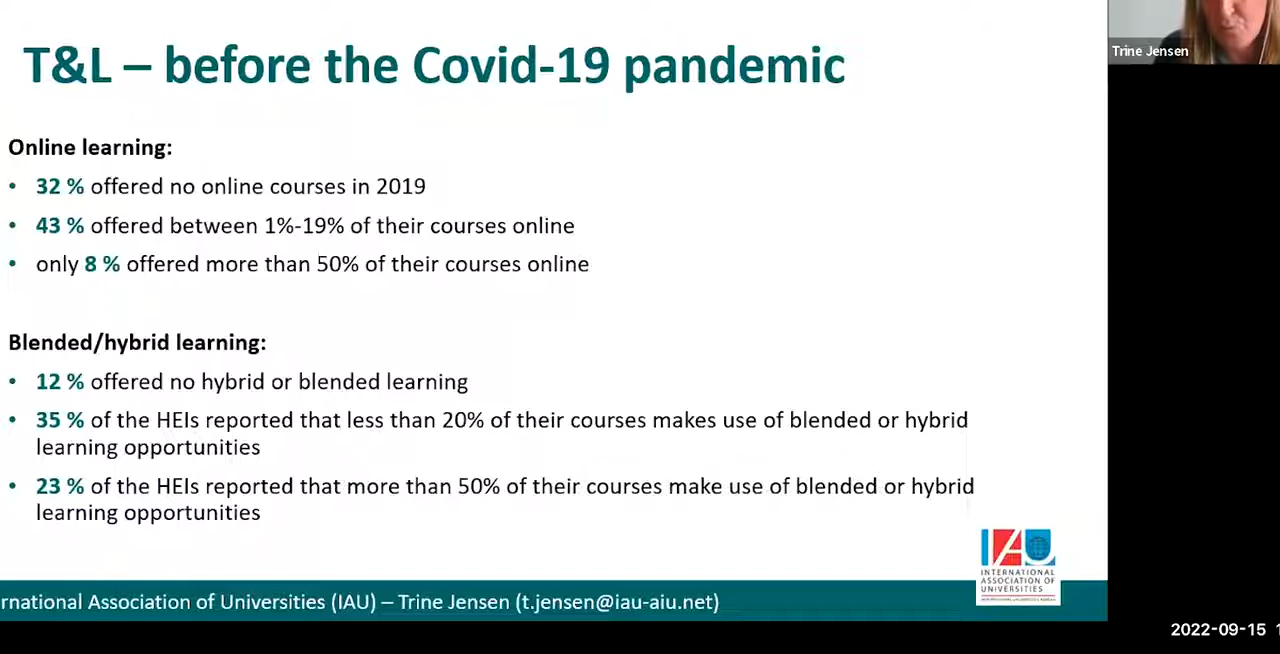 T&L – before the Covid-19 pandemic
Trine Jensen
Online learning:
• 32 % offered no online courses in 2019
• 43 % offered between 1%-19% of their courses online
• only 8 % offered more than 50% of their courses online
Blended/hybrid learning:
• 12 % offered no hybrid or blended learning
• 35 % of the HEIs reported that less than 20% of their courses makes use of blended or hybrid
learning opportunities
• 23 % of the HEIs reported that more than 50% of their courses make use of blended or hybrid
learning opportunities
IAU
INTERNATIONAL
ASSOCIATION OF
UNIVERSITIES
rnational Association of Universities (IAU) – Trine Jensen (t.jensen@iau-aiu.net)
2022-09-15 1